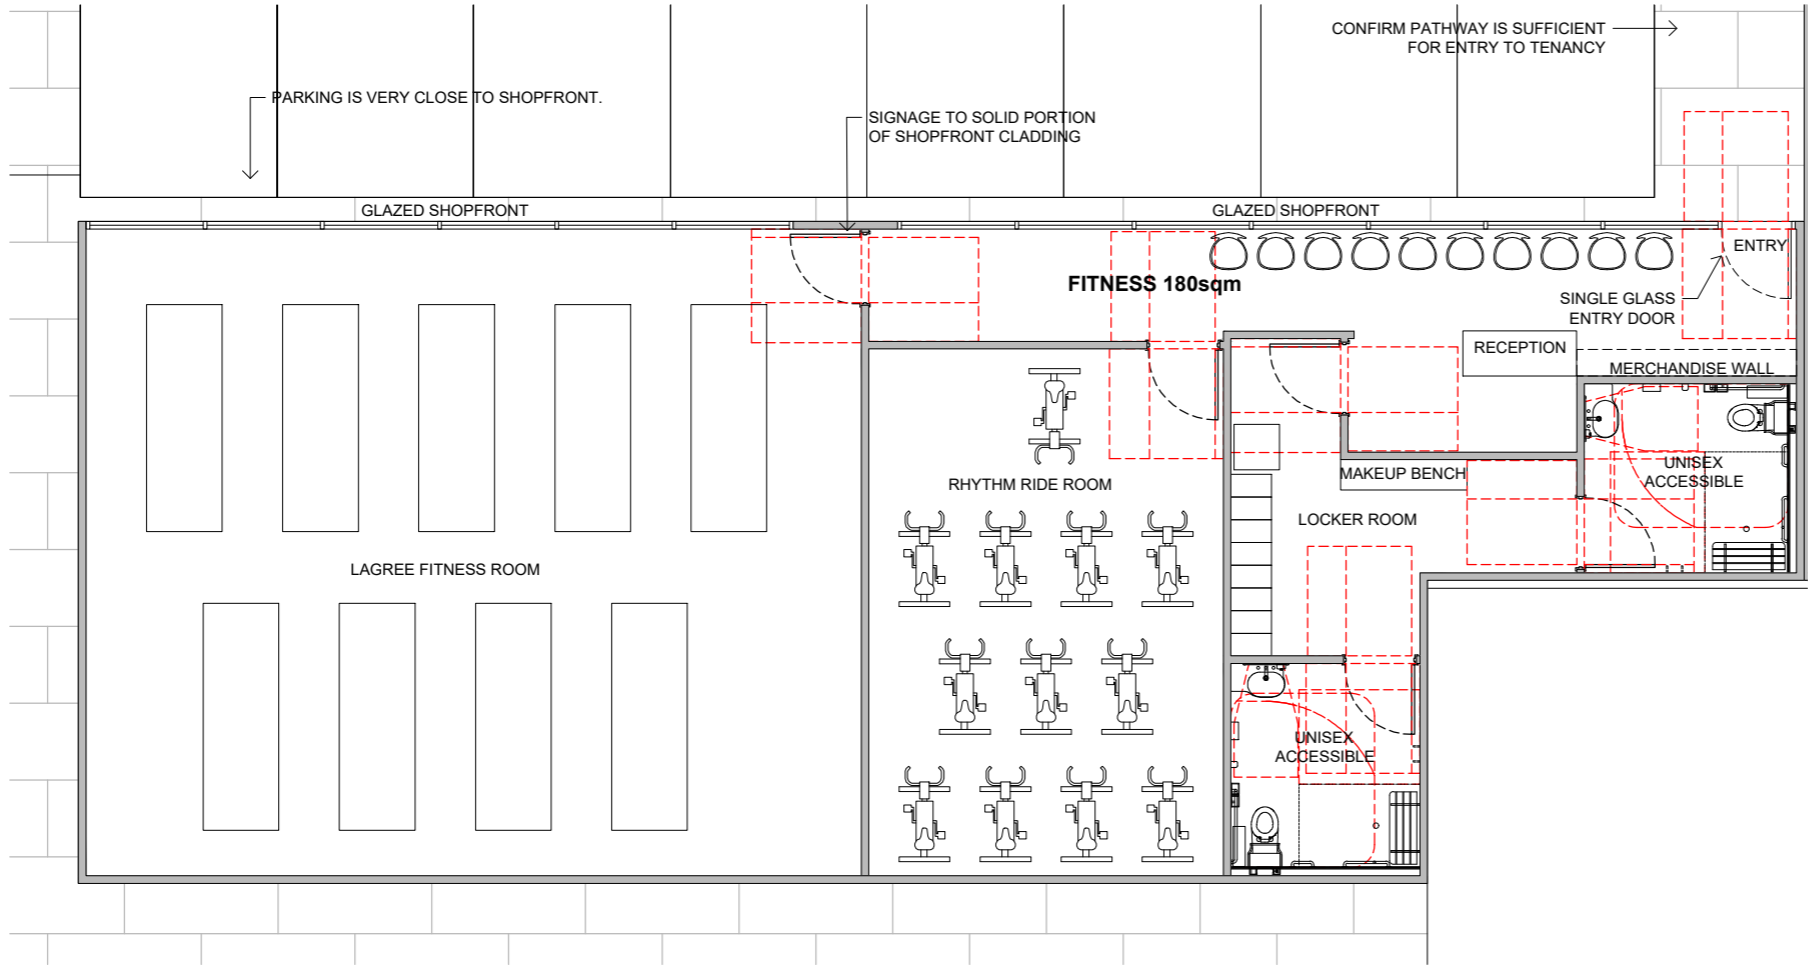 CONFIRM PATHWAY IS SUFFICIENT
FOR ENTRY TO TENANCY
PARKING IS VERY CLOSE TO SHOPFRONT.
SIGNAGE TO SOLID PORTION
OF SHOPFRONT CLADDING
GLAZED SHOPFRONT
GLAZED SHOPFRONT
ENTRY
FITNESS 180sqm
SINGLE GLASS
ENTRY DOOR
RECEPTION
MERCHANDISE WALL
UNISEX
ACCESSIBLE
MAKEUP BENCH
RHYTHM RIDE ROOM
LOCKER ROOM
LAGREE FITNESS ROOM
UNISEX
ACCESSIBLE